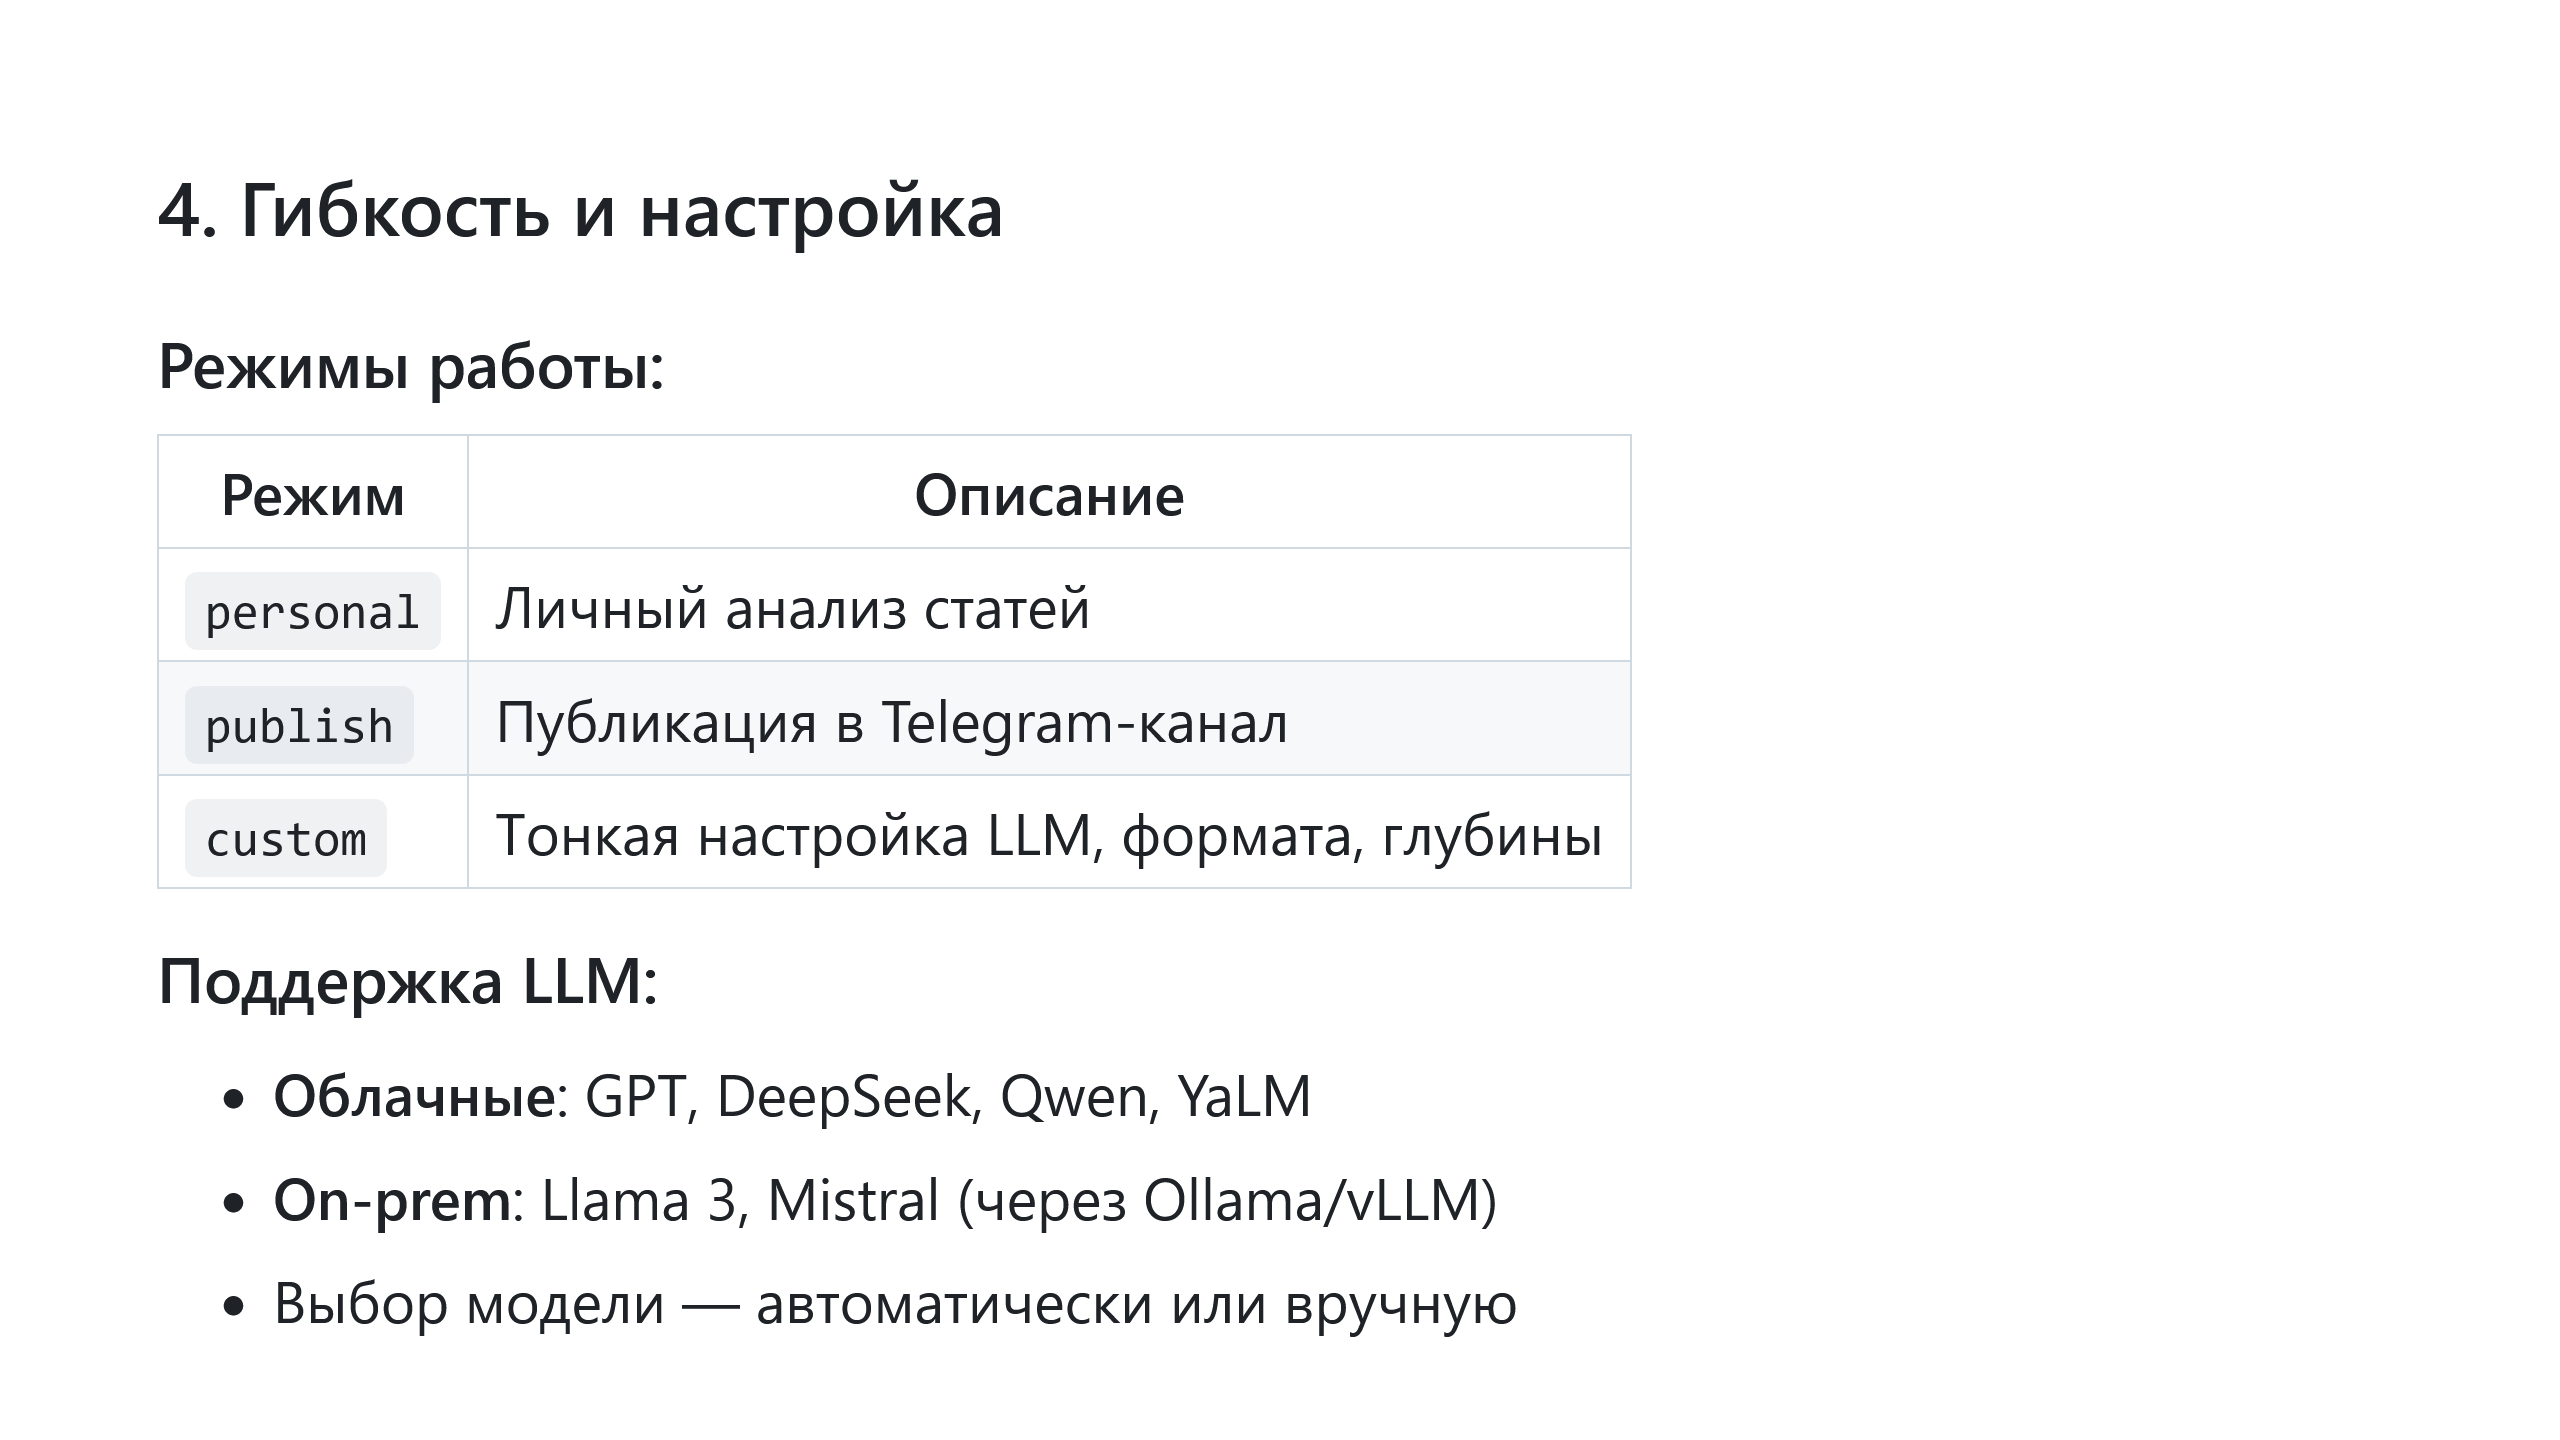 4. Гибкость и настройка
Режимы работы:
Режим Описание
personal Личный анализ статей
publish Публикация в Telegram-канал
custom Тонкая настройка LLM, формата, глубины
Поддержка LLM:
• Облачные: GPT, DeepSeek, Qwen, YaLM
• On-prem: Llama 3, Mistral (через Ollama/vLLM)
• Выбор модели — автоматически или вручную